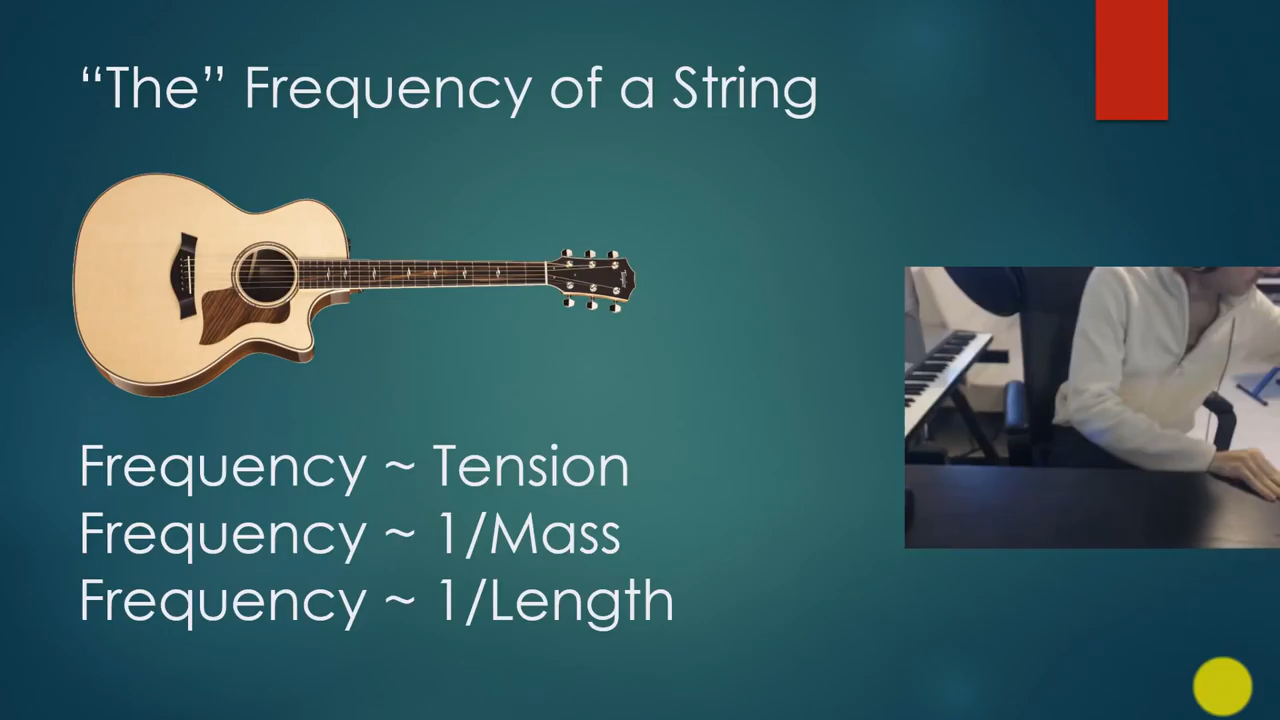 “The” Frequency of a String
Frequency ~ Tension
Frequency ~ 1/Mass
Frequency ~ 1/Length